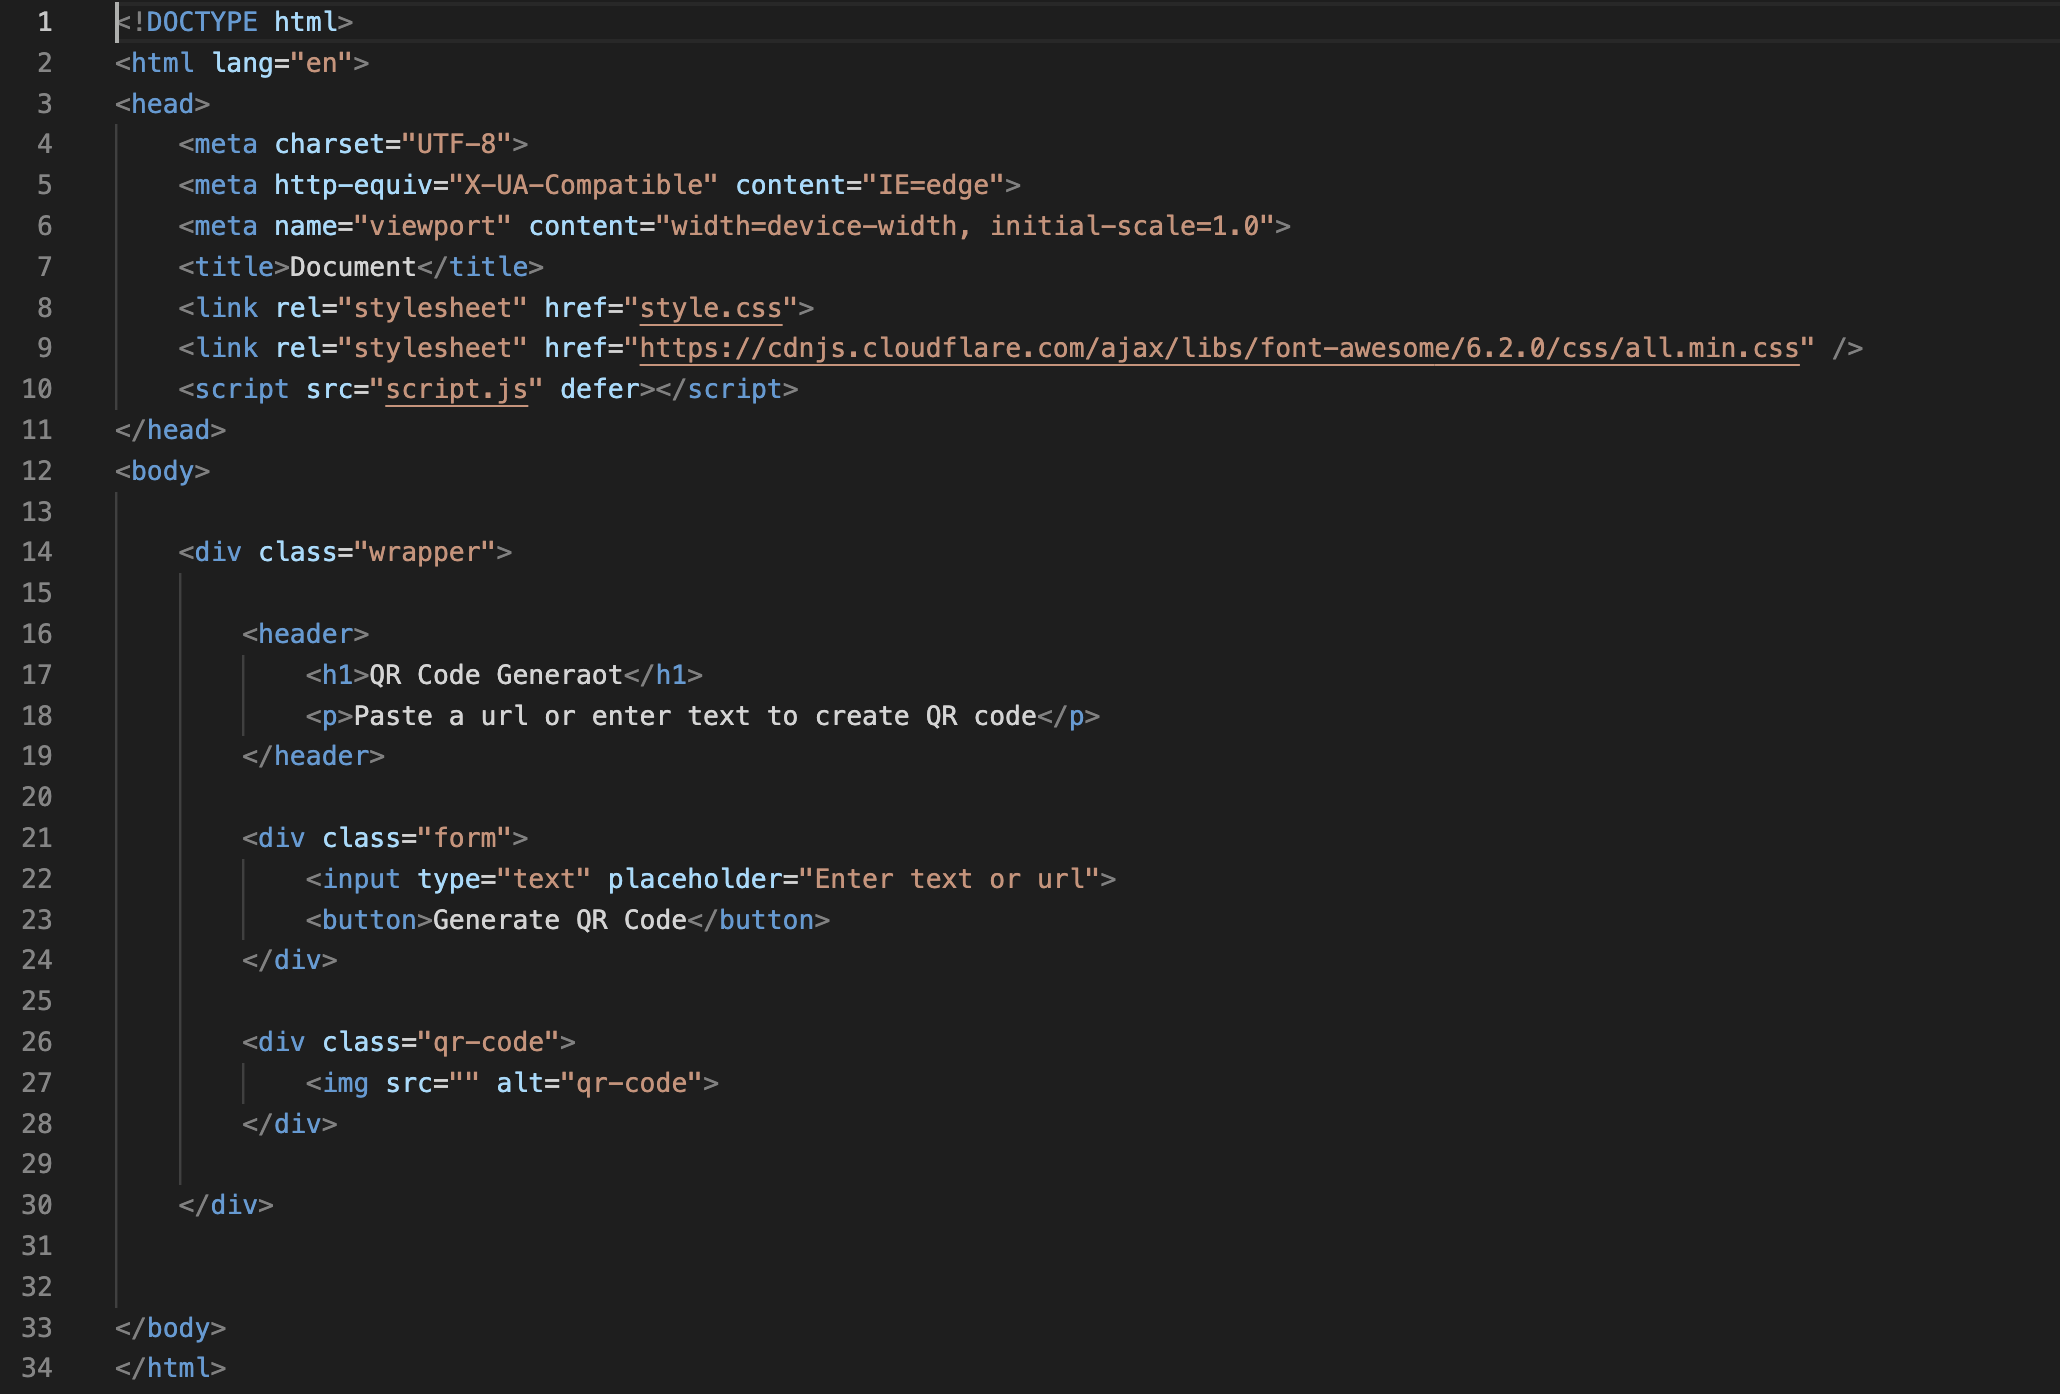 1 <!DOCTYPE html>
2 <html lang="en">
3 <head>
4     <meta charset="UTF-8">
5     <meta http-equiv="X-UA-Compatible" content="IE=edge">
6     <meta name="viewport" content="width=device-width, initial-scale=1.0">
7     <title>Document</title>
8     <link rel="stylesheet" href="style.css">
9     <link rel="stylesheet" href="https://cdnjs.cloudflare.com/ajax/libs/font-awesome/6.2.0/css/all.min.css" />
10     <script src="script.js" defer></script>
11 </head>
12 <body>
13
14     <div class="wrapper">
15
16         <header>
17             <h1>QR Code Generaot</h1>
18             <p>Paste a url or enter text to create QR code</p>
19         </header>
20
21         <div class="form">
22             <input type="text" placeholder="Enter text or url">
23             <button>Generate QR Code</button>
24         </div>
25
26         <div class="qr-code">
27             <img src="" alt="qr-code">
28         </div>
29
30     </div>
31
32
33 </body>
34 </html>